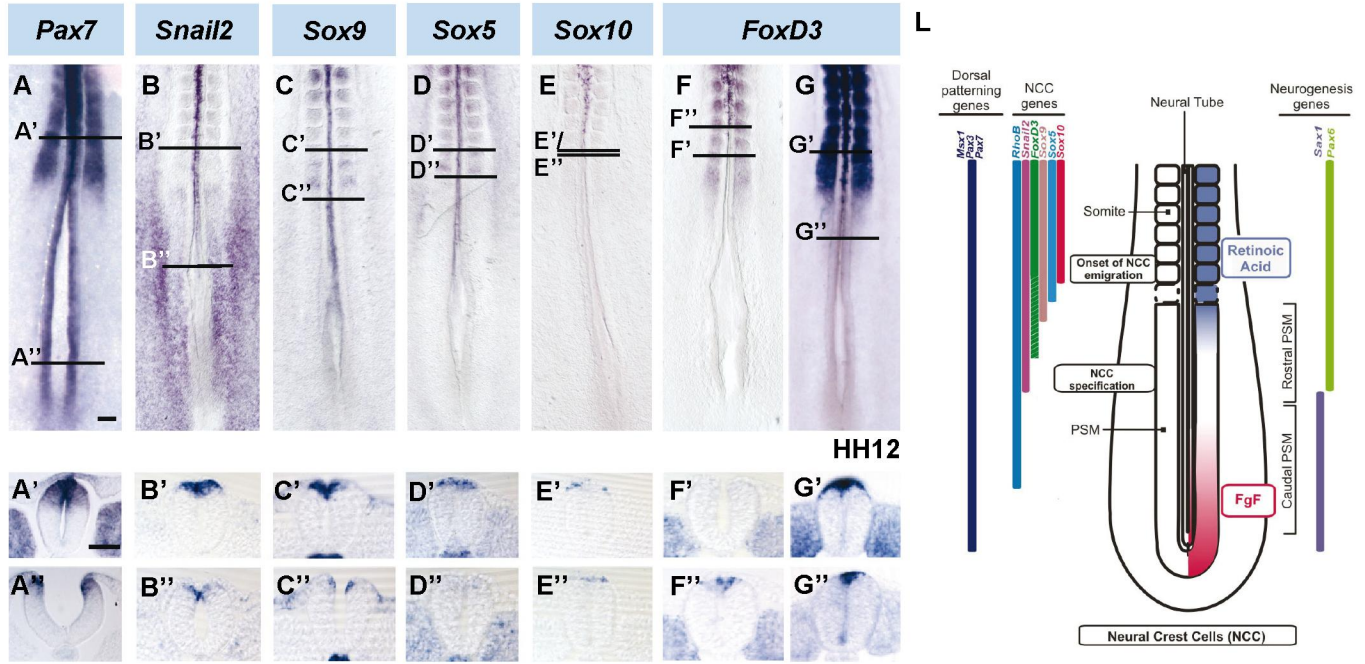 Pax7
Snail2
Sox9
Sox5
Sox10
FoxD3
L
A
B
C
D
E
F
G
A'
B'
C'
D'
E'/
E''
F''
F'
G'
D''
C''
G''
B''
A''
HH12
A'
B'
C'
D'
E'
F'
G'
A''
B''
C''
D''
E''
F''
G''
Dorsal
patterning
genes
NCC
genes
Neural Tube
Neurogenesis
genes
Msx1
Pax3
Pax7
RhoB
Snail2
FoxD3
Sox9
Sox5
Sox10
Sax1
Pax6
Somite
Onset of NCC
emigration
Retinoic
Acid
Rostral PSM
NCC
specification
PSM
Caudal PSM
FgF
Neural Crest Cells (NCC)